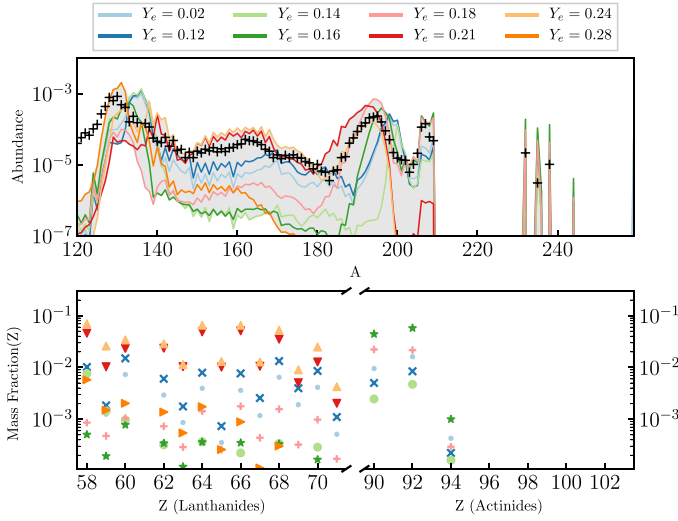 Y_e = 0.02 Y_e = 0.14 Y_e = 0.18 Y_e = 0.24
Y_e = 0.12 Y_e = 0.16 Y_e = 0.21 Y_e = 0.28
Abundance
10^{-3}
10^{-5}
10^{-7}
120 140 160 180 200 220 240
A
Mass Fraction(Z)
10^{-1} 10^{-1}
10^{-2} 10^{-2}
10^{-3} 10^{-3}
58 60 62 64 66 68 70 90 92 94 96 98 100 102
Z (Lanthanides) Z (Actinides)